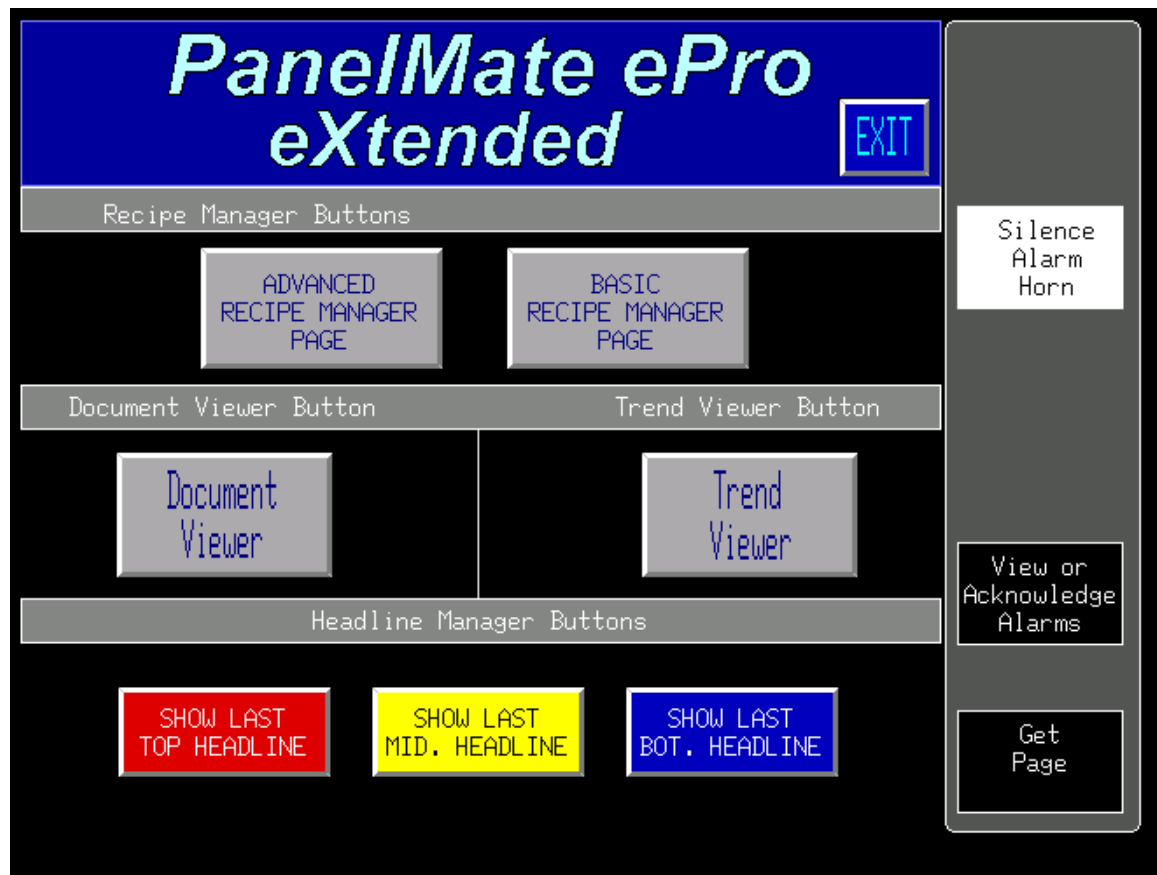 PanelMate ePro
eXtended
EXIT
Recipe Manager Buttons
ADVANCED
RECIPE MANAGER
PAGE
BASIC
RECIPE MANAGER
PAGE
Document Viewer Button
Trend Viewer Button
Document
Viewer
Trend
Viewer
Headline Manager Buttons
SHOW LAST
TOP HEADLINE
SHOW LAST
MID. HEADLINE
SHOW LAST
BOT. HEADLINE
Silence
Alarm
Horn
View or
Acknowledge
Alarms
Get
Page